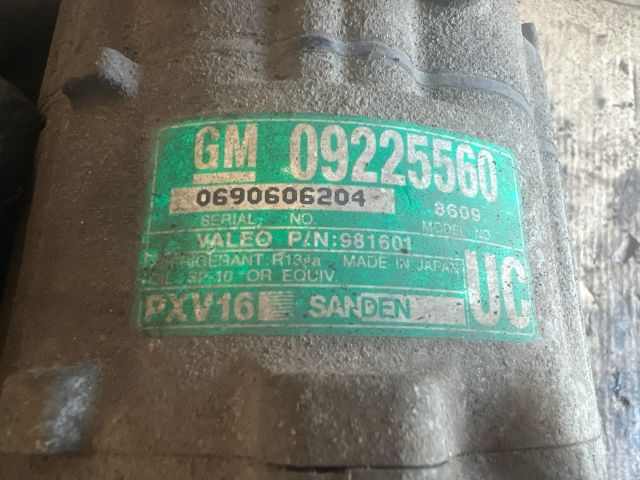 GM 09225560
0690606204 8609
SERIAL NO. MODEL NO.
VALEO P/N:981601
REFRIGERANT R134a MADE IN JAPAN
OIL SP-10 OR EQUIV.
PXV16 SANDEN UC